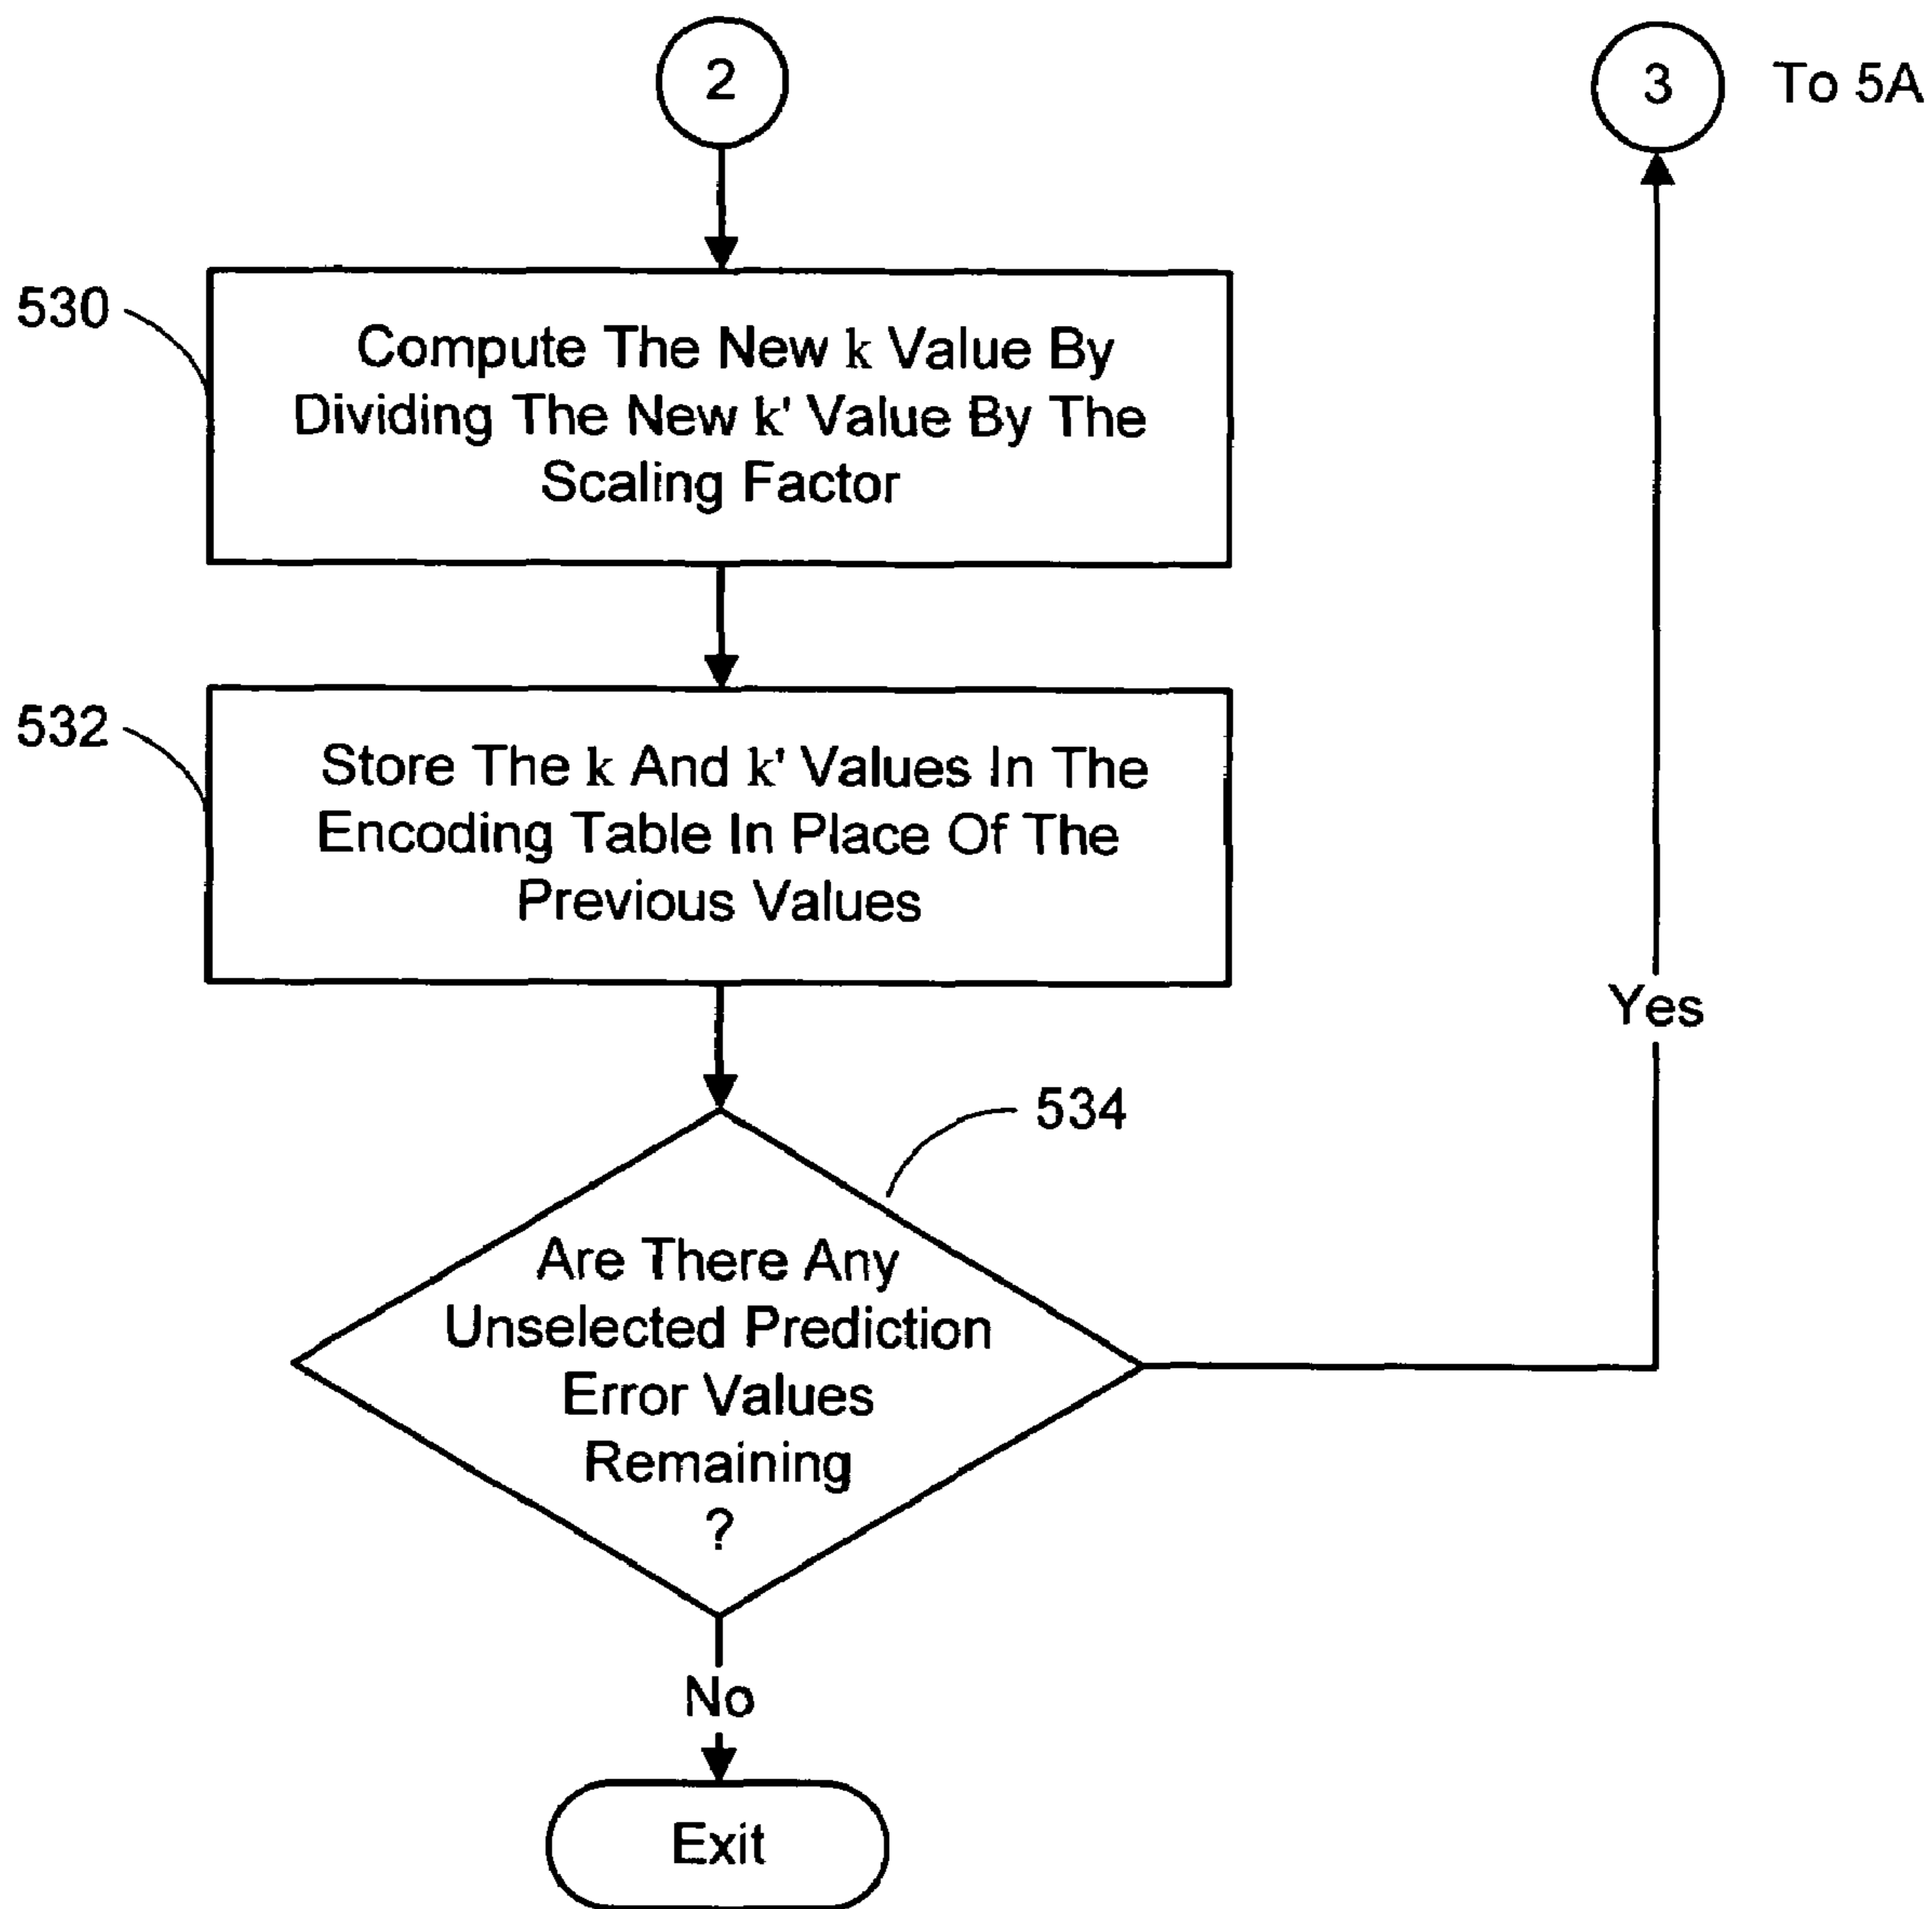 2
3 To 5A
530
Compute The New k Value By
Dividing The New k' Value By The
Scaling Factor
532
Store The k And k' Values In The
Encoding Table In Place Of The
Previous Values
Yes
534
Are There Any
Unselected Prediction
Error Values
Remaining
?
No
Exit